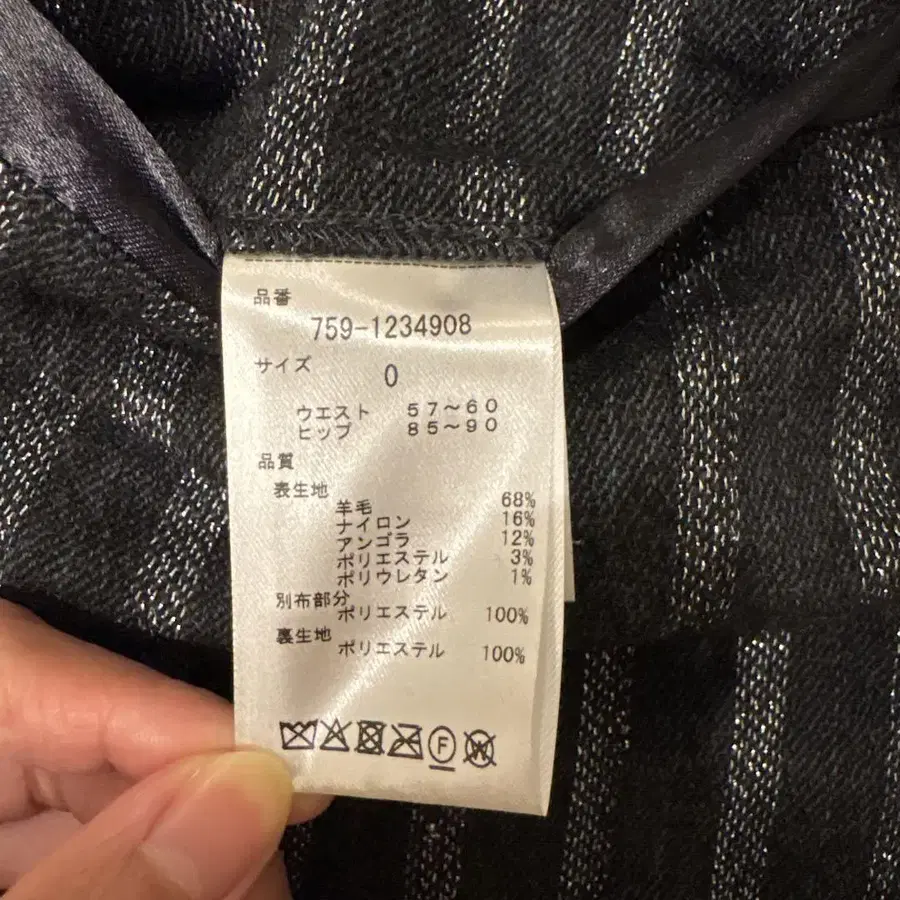 品番
759-1234908
サイズ 0
ウエスト 57～60
ヒップ 85～90
品質
表生地
羊毛 68%
ナイロン 16%
アンゴラ 12%
ポリエステル 3%
ポリウレタン 1%
別布部分
ポリエステル 100%
裏生地
ポリエステル 100%
F W